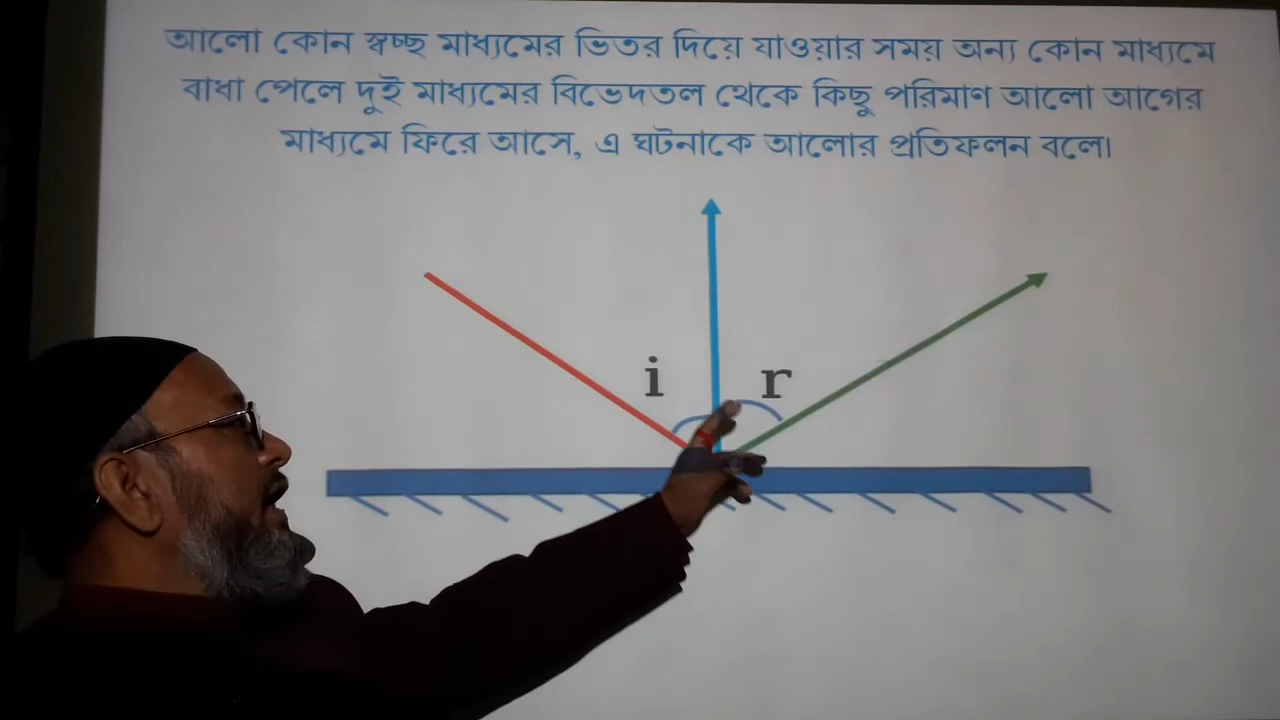 আলো কোন স্বচ্ছ মাধ্যমের ভিতর দিয়ে যাওয়ার সময় অন্য কোন মাধ্যমে
বাধা পেলে দুই মাধ্যমের বিভেদতল থেকে কিছু পরিমাণ আলো আগের
মাধ্যমে ফিরে আসে, এ ঘটনাকে আলোর প্রতিফলন বলে।
i r